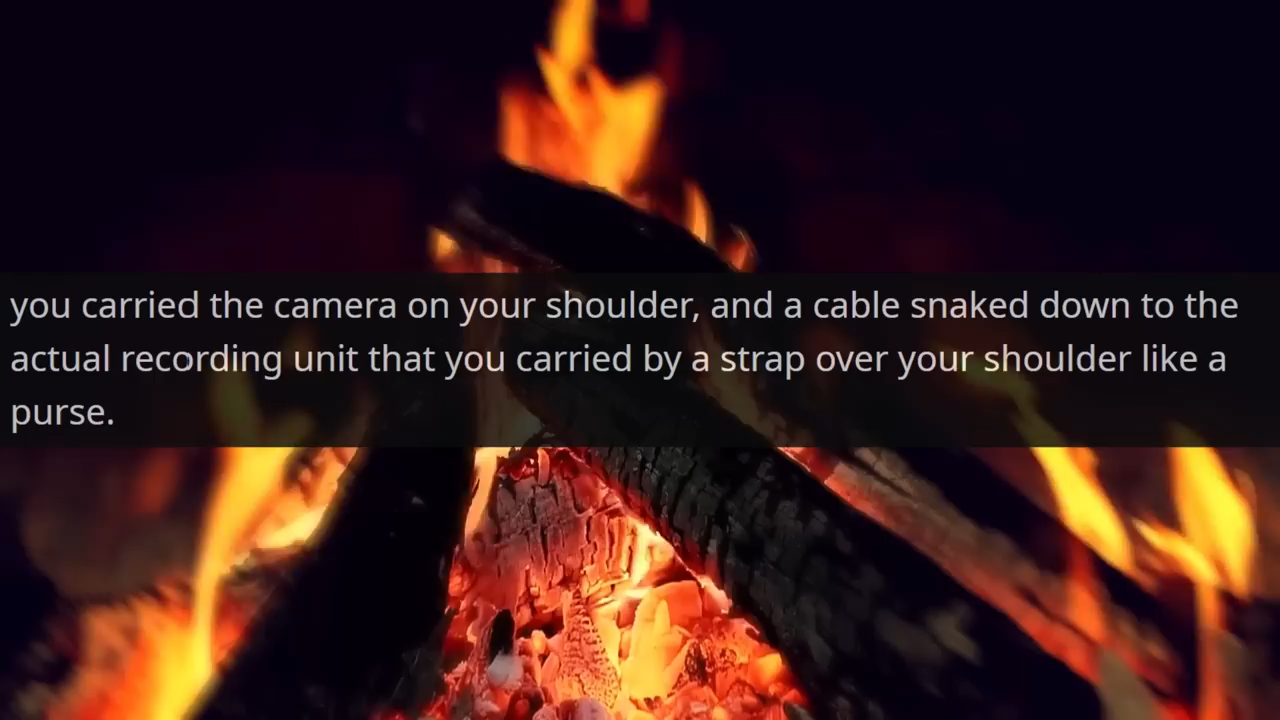 you carried the camera on your shoulder, and a cable snaked down to the
actual recording unit that you carried by a strap over your shoulder like a
purse.